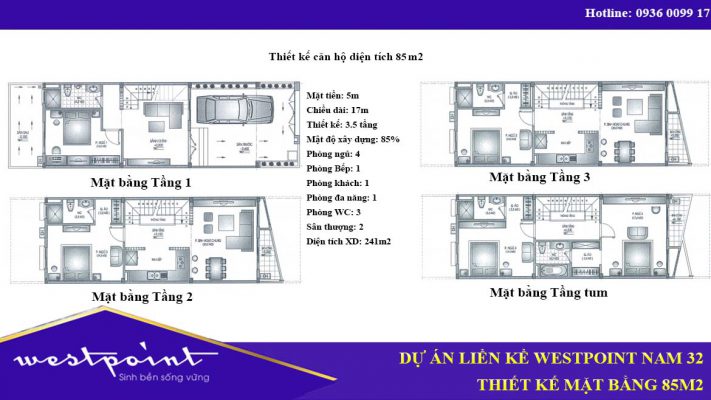 Hotline: 0936 0099 17
Thiết kế căn hộ diện tích 85m2
Mặt tiền: 5m
Chiều dài: 17m
Thiết kế: 3.5 tầng
Mật độ xây dựng: 85%
Phòng ngủ: 4
Phòng Bếp: 1
Phòng khách: 1
Phòng đa năng: 1
Phòng WC: 3
Sân thượng: 2
Diện tích XD: 241m2
Mặt bằng Tầng 1
Mặt bằng Tầng 2
Mặt bằng Tầng 3
Mặt bằng Tầng tum
westpoint
Sinh bền sống vững
DỰ ÁN LIỀN KỀ WESTPOINT NAM 32
THIẾT KẾ MẶT BẰNG 85M2